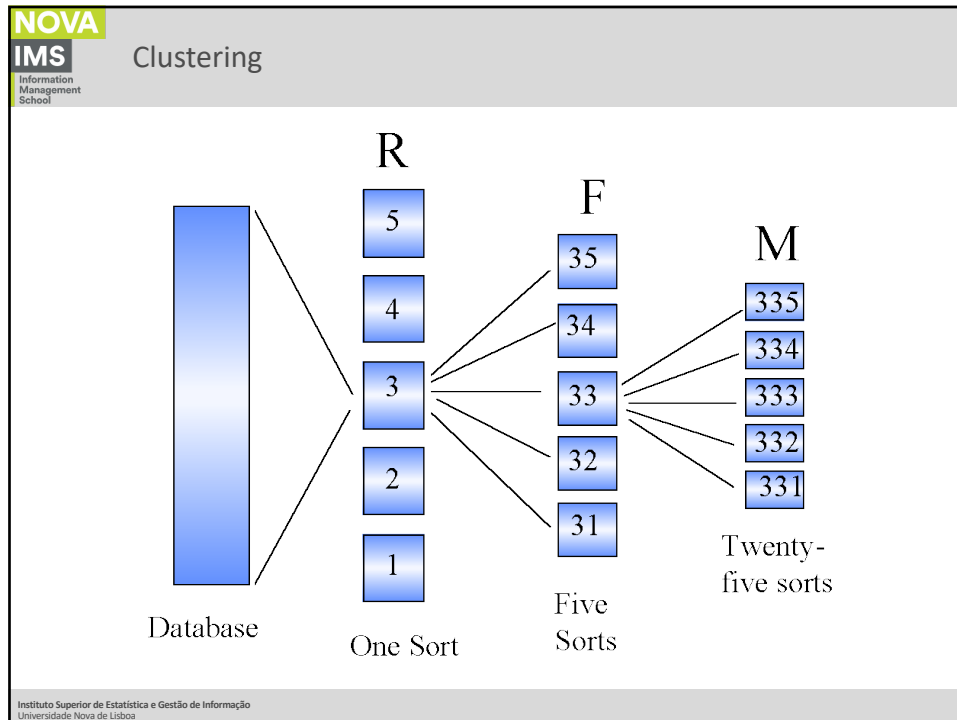 NOVA
IMS
Information
Management
School
Clustering
R
5
4
3
2
1
F
35
34
33
32
31
M
335
334
333
332
331
Database
One Sort
Five
Sorts
Twenty-
five sorts
Instituto Superior de Estatística e Gestão de Informação
Universidade Nova de Lisboa